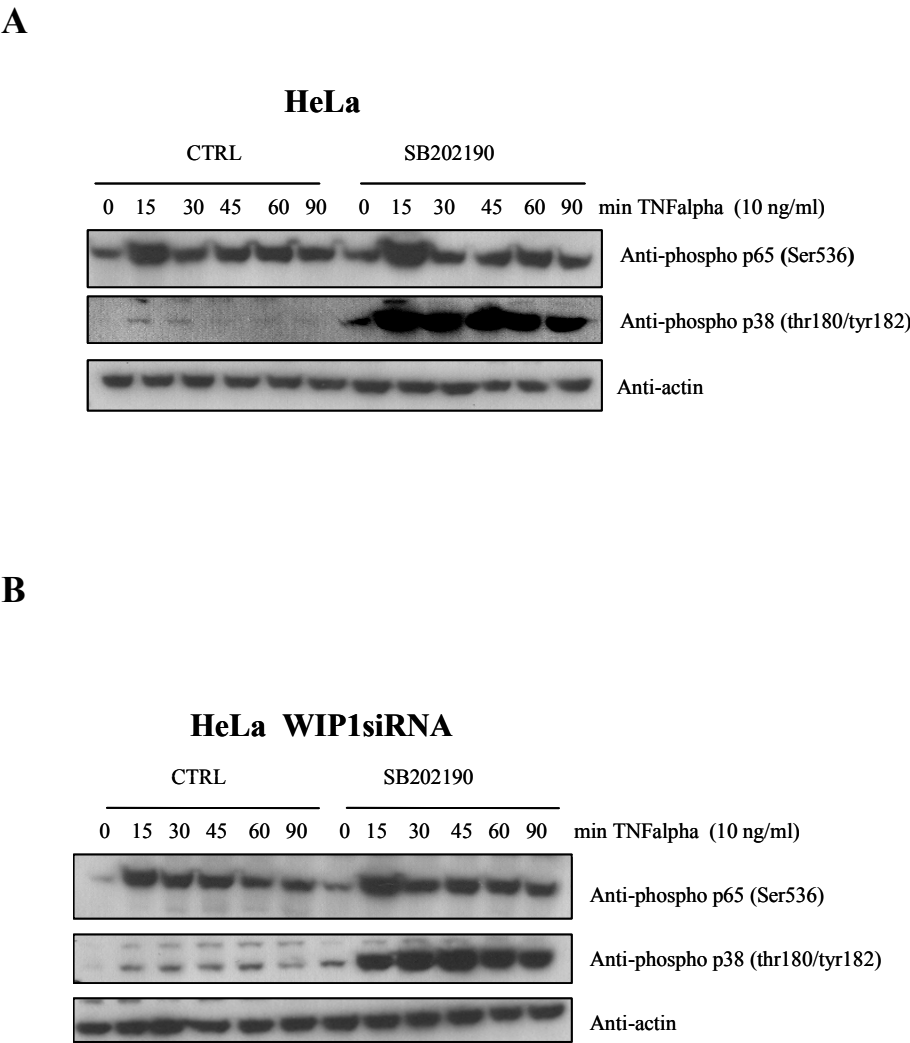 A
HeLa
CTRL SB202190
0 15 30 45 60 90 0 15 30 45 60 90 min TNFalpha (10 ng/ml)
Anti-phospho p65 (Ser536)
Anti-phospho p38 (thr180/tyr182)
Anti-actin
B
HeLa WIP1siRNA
CTRL SB202190
0 15 30 45 60 90 0 15 30 45 60 90 min TNFalpha (10 ng/ml)
Anti-phospho p65 (Ser536)
Anti-phospho p38 (thr180/tyr182)
Anti-actin